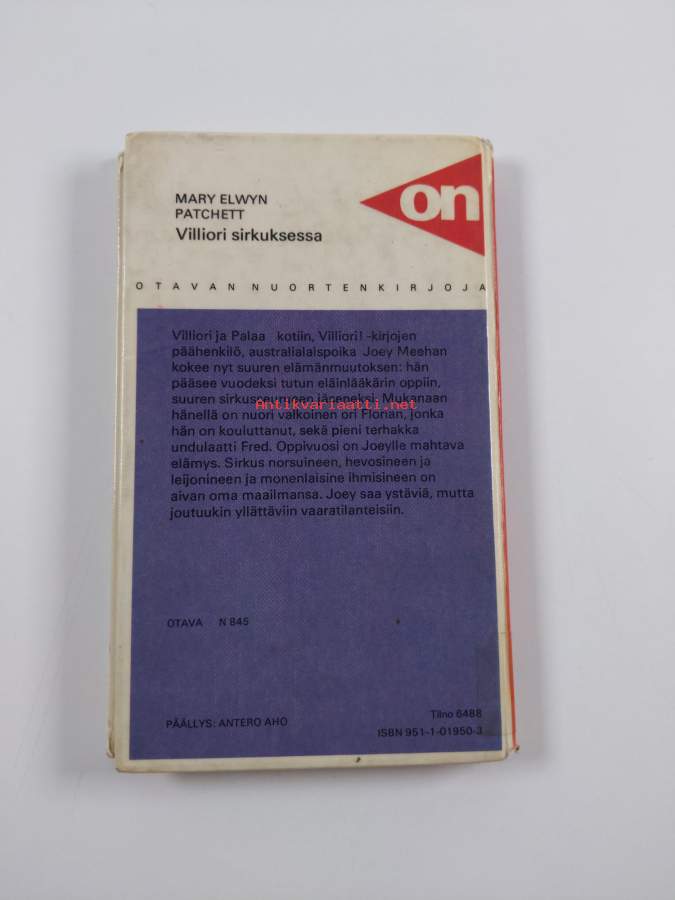 on
MARY ELWYN
PATCHETT
Villiori sirkuksessa
OTAVAN NUORTENKIRJOJA
Villiori ja Palaa kotiin, Villiori! -kirjojen
päähenkilö, australialaispoika Joey Meehan
kokee nyt suuren elämänmuutoksen: hän
pääsee vuodeksi tutun eläinlääkärin oppiin,
suuren sirkusseurueen jäseneksi. Mukanaan
Antikvariaatti.net
hänellä on nuori valkoinen ori Florian, jonka
hän on kouluttanut, sekä pieni terhakka
undulaatti Fred. Oppivuosi on Joeylle mahtava
elämys. Sirkus norsuineen, hevosineen ja
leijonineen ja monenlaisine ihmisineen on
aivan oma maailmansa. Joey saa ystäviä, mutta
joutuukin yllättäviin vaaratilanteisiin.
OTAVA N 845
PÄÄLLYS: ANTERO AHO
Tilno 6488
ISBN 951-1-01950-3